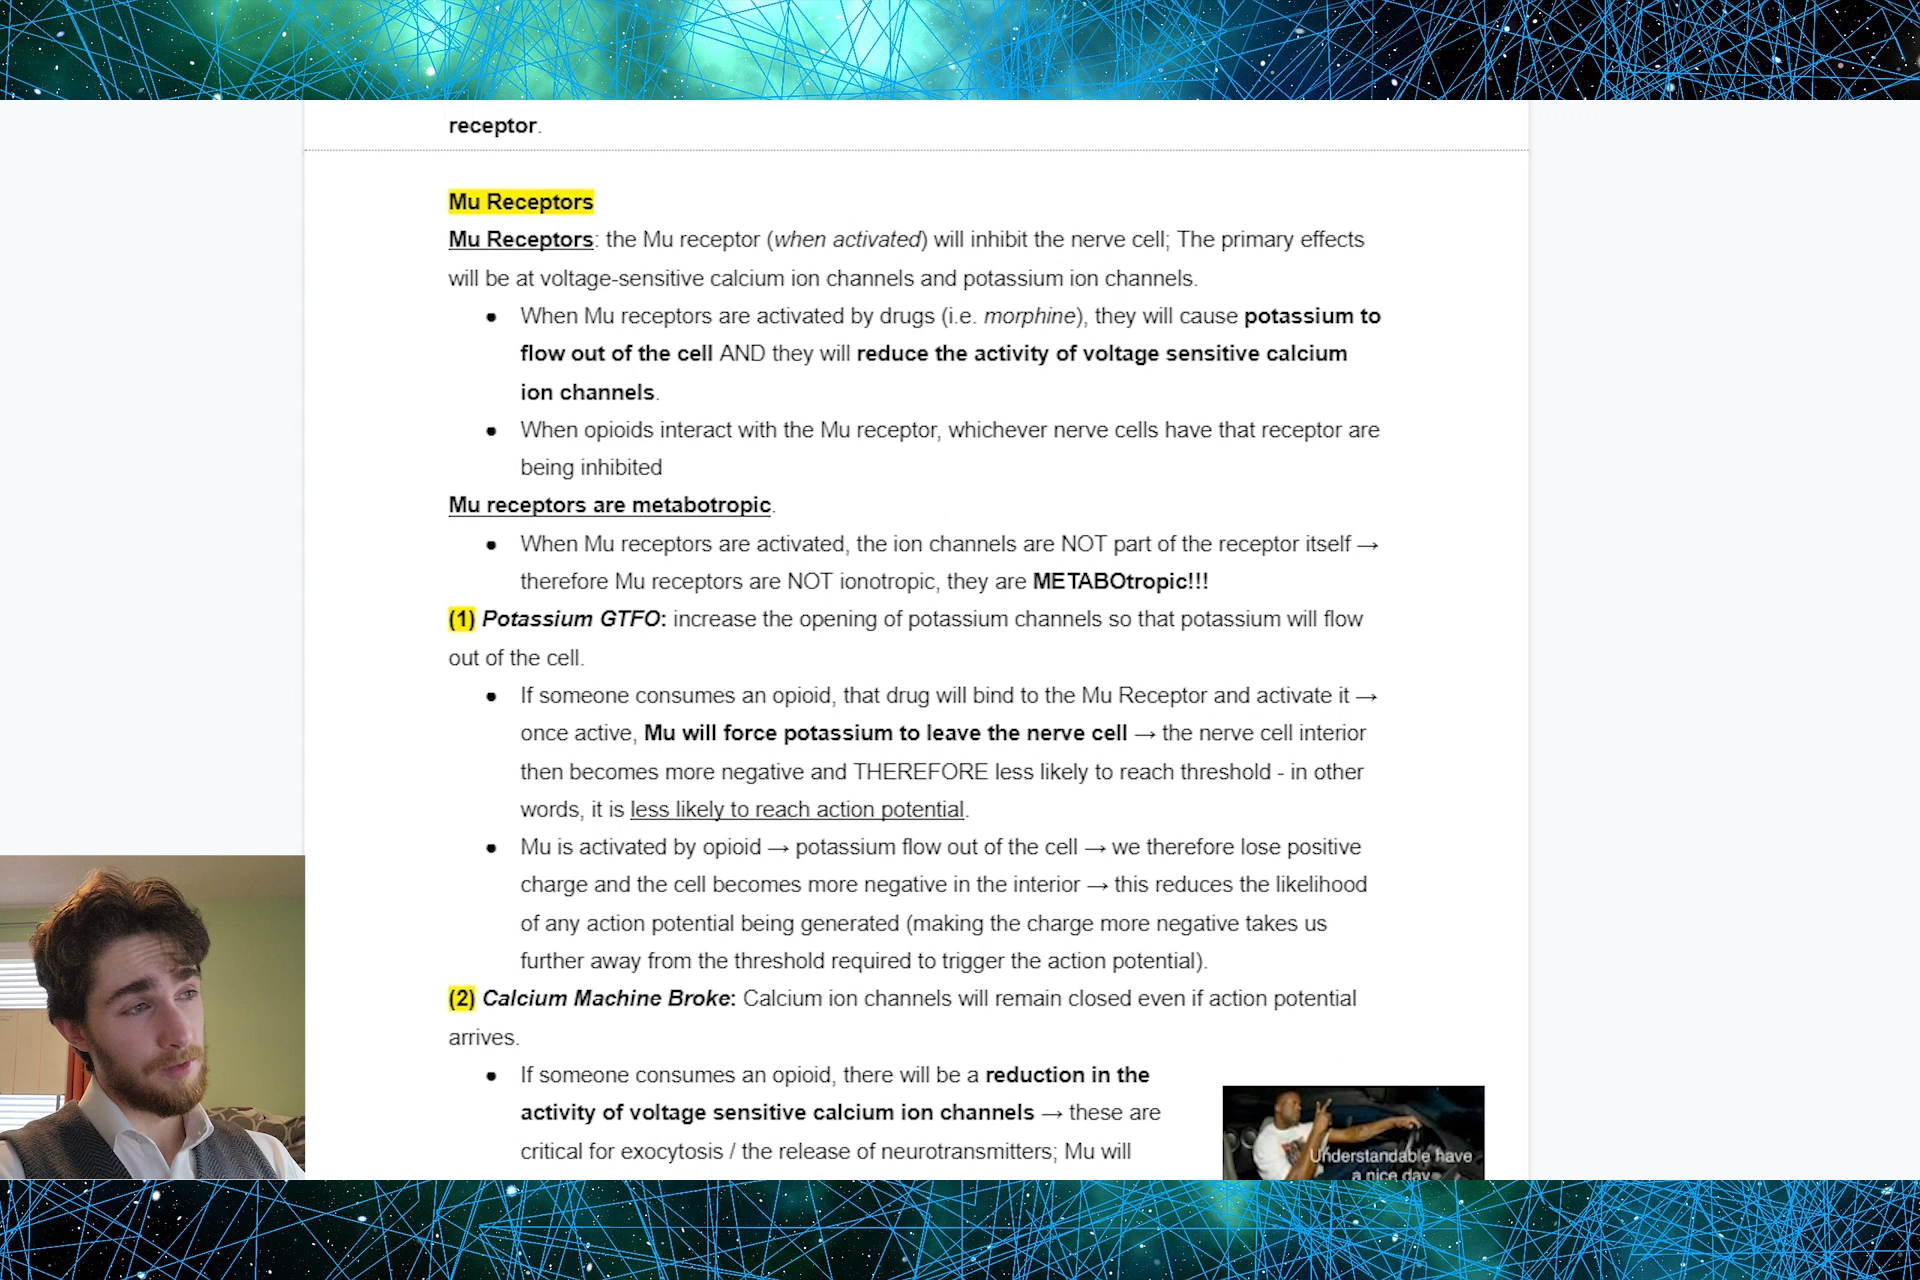 receptor.
Mu Receptors
Mu Receptors: the Mu receptor (when activated) will inhibit the nerve cell; The primary effects
will be at voltage-sensitive calcium ion channels and potassium ion channels.
● When Mu receptors are activated by drugs (i.e. morphine), they will cause potassium to
flow out of the cell AND they will reduce the activity of voltage sensitive calcium
ion channels.
● When opioids interact with the Mu receptor, whichever nerve cells have that receptor are
being inhibited
Mu receptors are metabotropic.
● When Mu receptors are activated, the ion channels are NOT part of the receptor itself →
therefore Mu receptors are NOT ionotropic, they are METABOtropic!!!
(1) Potassium GTFO: increase the opening of potassium channels so that potassium will flow
out of the cell.
● If someone consumes an opioid, that drug will bind to the Mu Receptor and activate it →
once active, Mu will force potassium to leave the nerve cell → the nerve cell interior
then becomes more negative and THEREFORE less likely to reach threshold - in other
words, it is less likely to reach action potential.
● Mu is activated by opioid → potassium flow out of the cell → we therefore lose positive
charge and the cell becomes more negative in the interior → this reduces the likelihood
of any action potential being generated (making the charge more negative takes us
further away from the threshold required to trigger the action potential).
(2) Calcium Machine Broke: Calcium ion channels will remain closed even if action potential
arrives.
● If someone consumes an opioid, there will be a reduction in the
activity of voltage sensitive calcium ion channels → these are
critical for exocytosis / the release of neurotransmitters; Mu will
Understandable have
a nice day